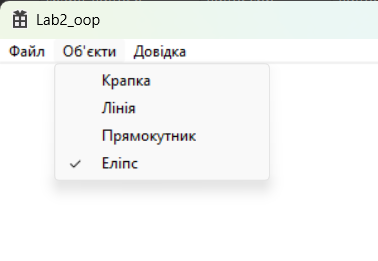 Lab2_oop
Файл Об'єкти Довідка
Крапка
Лінія
Прямокутник
Еліпс